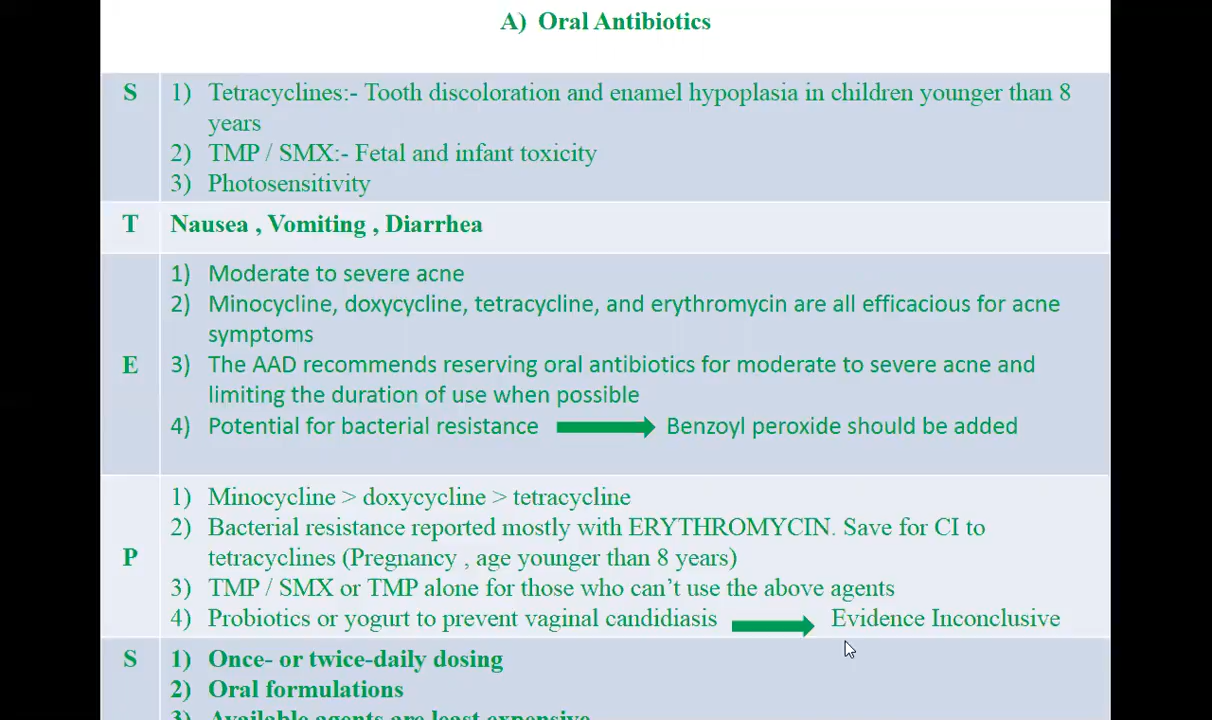 A) Oral Antibiotics
S
1) Tetracyclines:- Tooth discoloration and enamel hypoplasia in children younger than 8
years
2) TMP / SMX:- Fetal and infant toxicity
3) Photosensitivity
T
Nausea , Vomiting , Diarrhea
E
1) Moderate to severe acne
2) Minocycline, doxycycline, tetracycline, and erythromycin are all efficacious for acne
symptoms
3) The AAD recommends reserving oral antibiotics for moderate to severe acne and
limiting the duration of use when possible
4) Potential for bacterial resistance Benzoyl peroxide should be added
P
1) Minocycline > doxycycline > tetracycline
2) Bacterial resistance reported mostly with ERYTHROMYCIN. Save for CI to
tetracyclines (Pregnancy , age younger than 8 years)
3) TMP / SMX or TMP alone for those who can’t use the above agents
4) Probiotics or yogurt to prevent vaginal candidiasis Evidence Inconclusive
S
1) Once- or twice-daily dosing
2) Oral formulations
3) Available agents are least expensive